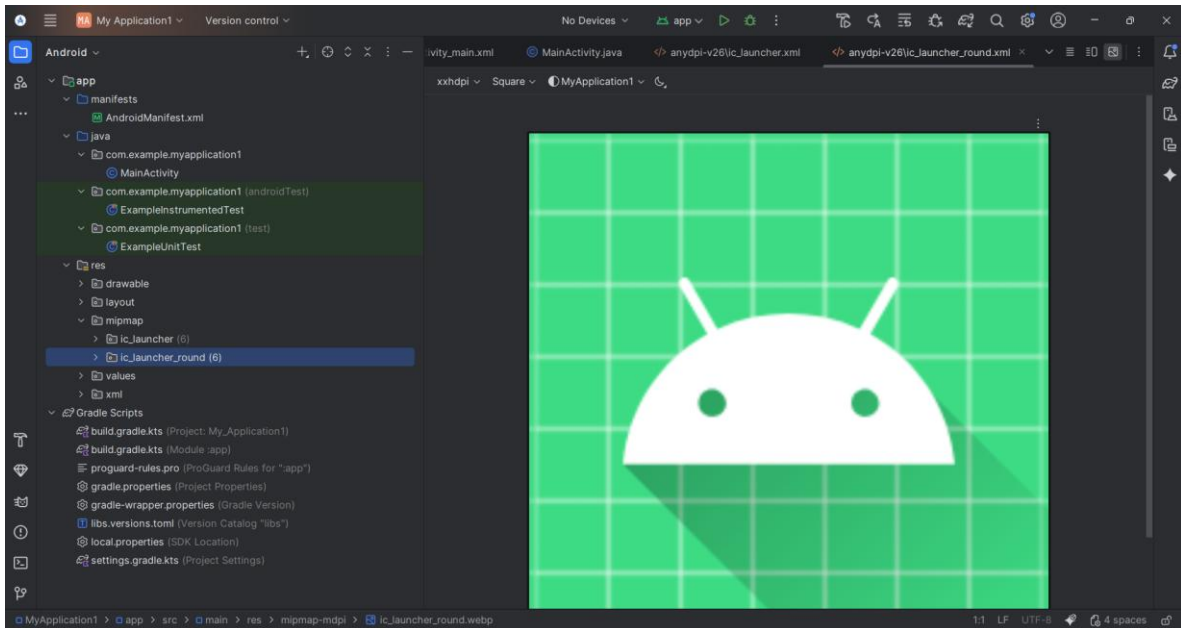 MA My Application1 Version control No Devices app
Android
ivity_main.xml MainActivity.java anydpi-v26\ic_launcher.xml anydpi-v26\ic_launcher_round.xml
xxhdpi Square MyApplication1
app
manifests
AndroidManifest.xml
java
com.example.myapplication1
MainActivity
com.example.myapplication1 (androidTest)
ExampleInstrumentedTest
com.example.myapplication1 (test)
ExampleUnitTest
res
drawable
layout
mipmap
ic_launcher (6)
ic_launcher_round (6)
values
xml
Gradle Scripts
build.gradle.kts (Project: My_Application1)
build.gradle.kts (Module :app)
proguard-rules.pro (ProGuard Rules for ":app")
gradle.properties (Project Properties)
gradle-wrapper.properties (Gradle Version)
libs.versions.toml (Version Catalog "libs")
local.properties (SDK Location)
settings.gradle.kts (Project Settings)
MyApplication1 > app > src > main > res > mipmap-mdpi > ic_launcher_round.webp 1:1 LF UTF-8 4 spaces